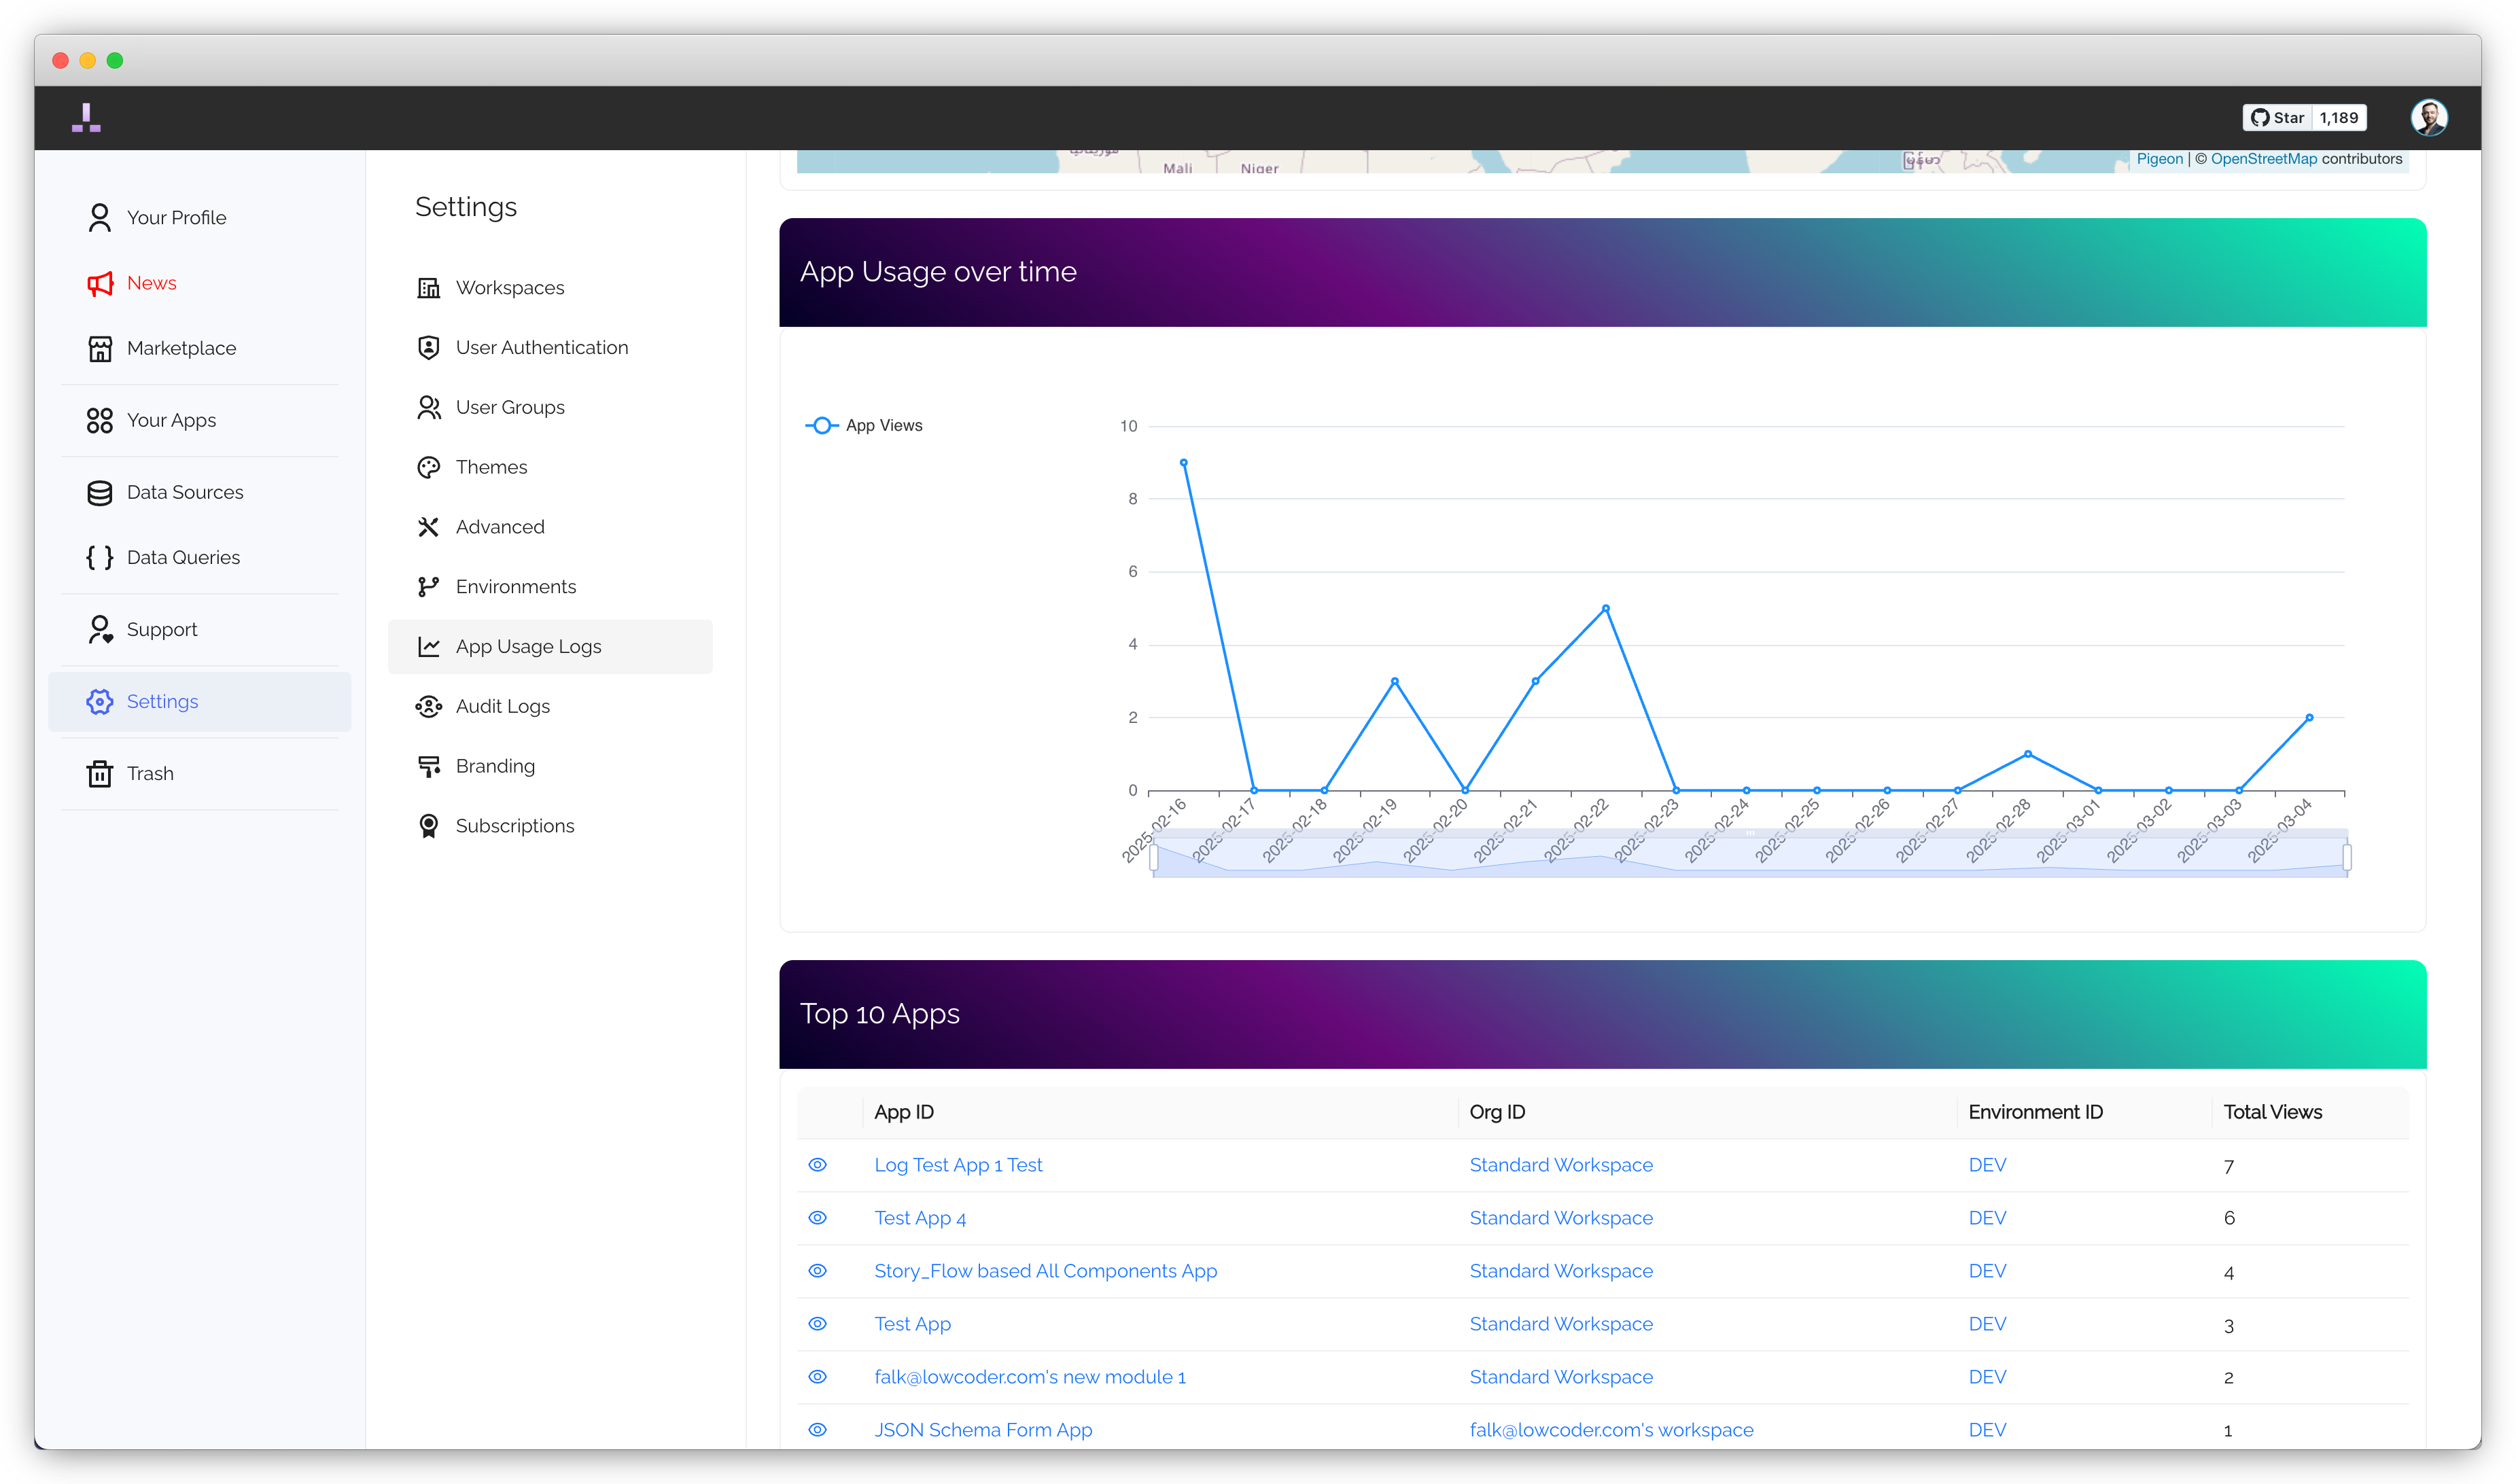 Star 1,189
Mali Niger
Pigeon | © OpenStreetMap contributors
Your Profile
News
Marketplace
Your Apps
Data Sources
Data Queries
Support
Settings
Trash
Settings
Workspaces
User Authentication
User Groups
Themes
Advanced
Environments
App Usage Logs
Audit Logs
Branding
Subscriptions
App Usage over time
App Views
10
8
6
4
2
0
2025-02-16 2025-02-17 2025-02-18 2025-02-19 2025-02-20 2025-02-21 2025-02-22 2025-02-23 2025-02-24 2025-02-25 2025-02-26 2025-02-27 2025-02-28 2025-03-01 2025-03-02 2025-03-03 2025-03-04
Top 10 Apps
App ID Org ID Environment ID Total Views
Log Test App 1 Test Standard Workspace DEV 7
Test App 4 Standard Workspace DEV 6
Story_Flow based All Components App Standard Workspace DEV 4
Test App Standard Workspace DEV 3
falk@lowcoder.com's new module 1 Standard Workspace DEV 2
JSON Schema Form App falk@lowcoder.com's workspace DEV 1